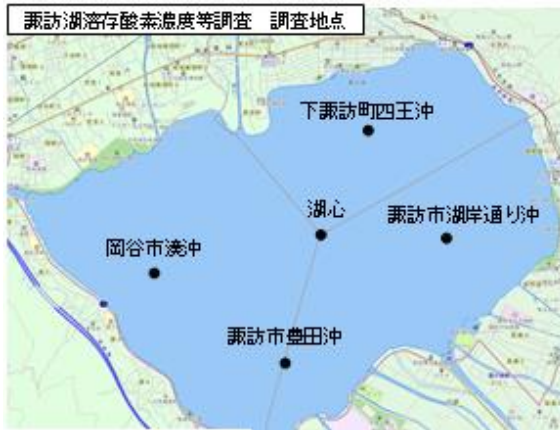 諏訪湖溶存酸素濃度等調査　調査地点
下諏訪町四王沖
湖心
諏訪市湖岸通り沖
岡谷市湊沖
諏訪市豊田沖